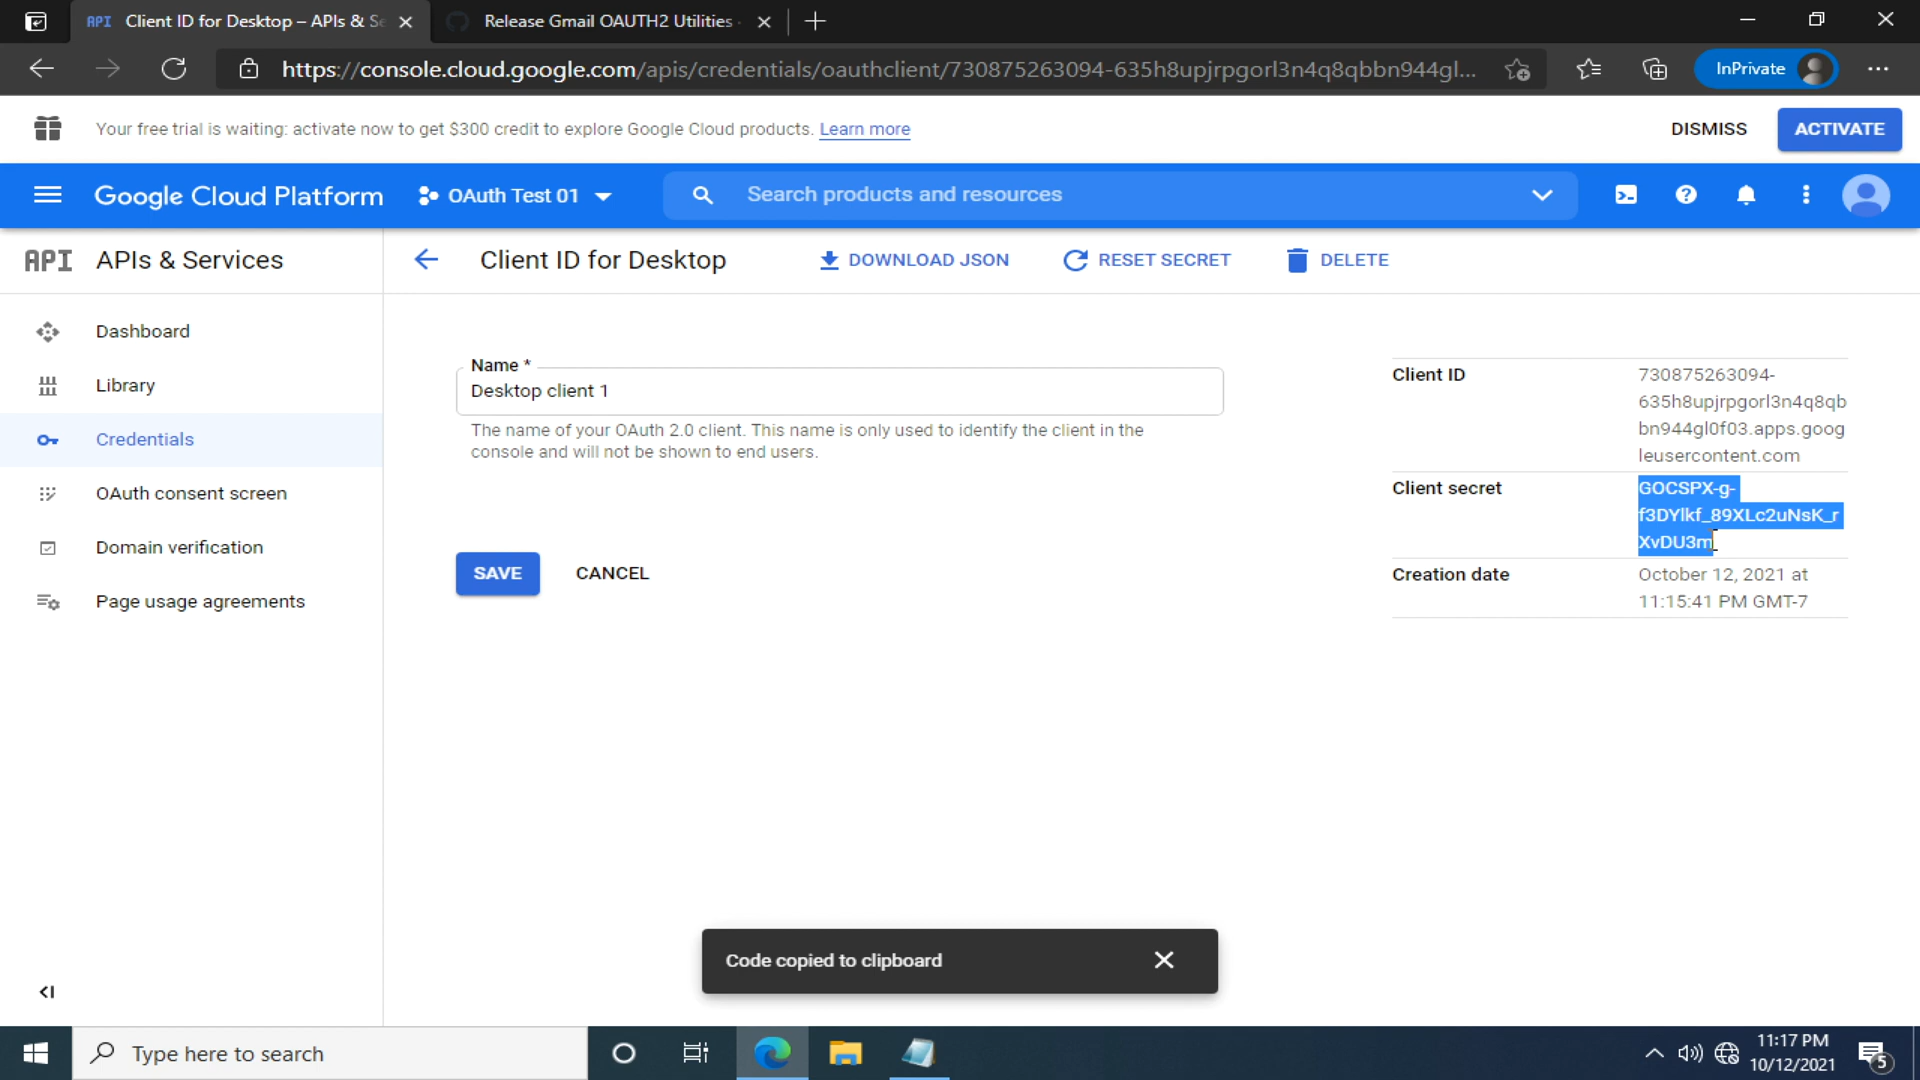 Client ID for Desktop – APIs & Se
Release Gmail OAUTH2 Utilities
https://console.cloud.google.com/apis/credentials/oauthclient/730875263094-635h8upjrpgorl3n4q8qbbn944gl...
InPrivate
Your free trial is waiting: activate now to get $300 credit to explore Google Cloud products. Learn more
DISMISS
ACTIVATE
Google Cloud Platform
OAuth Test 01
Search products and resources
API APIs & Services
Client ID for Desktop
DOWNLOAD JSON
RESET SECRET
DELETE
Dashboard
Library
Credentials
OAuth consent screen
Domain verification
Page usage agreements
Name *
Desktop client 1
The name of your OAuth 2.0 client. This name is only used to identify the client in the
console and will not be shown to end users.
SAVE
CANCEL
Client ID
730875263094-
635h8upjrpgorl3n4q8qb
bn944gl0f03.apps.goog
leusercontent.com
Client secret
GOCSPX-g-
f3DYlkf_89XLc2uNsK_r
XvDU3m
Creation date
October 12, 2021 at
11:15:41 PM GMT-7
Code copied to clipboard
Type here to search
11:17 PM
10/12/2021
5